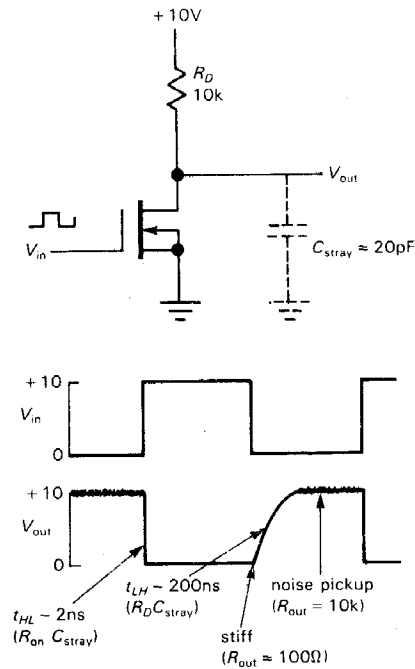 +10V
R_D
10k
V_out
V_in
C_stray ≈ 20pF
+10
V_in
0
+10
V_out
0
t_HL ~ 2ns
(R_on C_stray)
t_LH ~ 200ns
(R_D C_stray)
stiff
(R_out ≈ 100Ω)
noise pickup
(R_out = 10k)